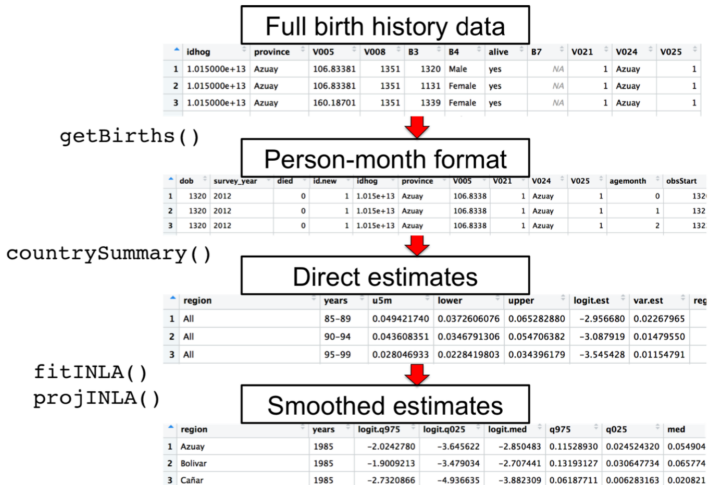 Full birth history data
idhog province V005 V008 B3 B4 alive B7 V021 V024 V025
1 1.015000e+13 Azuay 106.83381 1351 1320 Male yes NA 1 Azuay 1
2 1.015000e+13 Azuay 106.83381 1351 1131 Female yes NA 1 Azuay 1
3 1.015000e+13 Azuay 160.18701 1351 1339 Female yes NA 1 Azuay 1
getBirths()
Person-month format
dob survey_year died id.new idhog province V005 V021 V024 V025 agemonth obsStart
1 1320 2012 0 1 1.015e+13 Azuay 106.8338 1 Azuay 1 0 132
2 1320 2012 0 1 1.015e+13 Azuay 106.8338 1 Azuay 1 1 132
3 1320 2012 0 1 1.015e+13 Azuay 106.8338 1 Azuay 1 2 132
countrySummary()
Direct estimates
region years u5m lower upper logit.est var.est reg
1 All 85-89 0.049421740 0.0372606076 0.065282880 -2.956680 0.02267965
2 All 90-94 0.043608351 0.0346791306 0.054706382 -3.087919 0.01479550
3 All 95-99 0.028046933 0.0228419803 0.034396179 -3.545428 0.01154791
fitINLA()
projINLA()
Smoothed estimates
region years logit.q975 logit.q025 logit.med q975 q025 med
1 Azuay 1985 -2.0242780 -3.645622 -2.850483 0.11528930 0.024524320 0.054904
2 Bolivar 1985 -1.9009213 -3.479034 -2.707441 0.13193127 0.030647734 0.065774
3 Cañar 1985 -2.7320866 -4.936635 -3.882309 0.06187711 0.006283163 0.020821